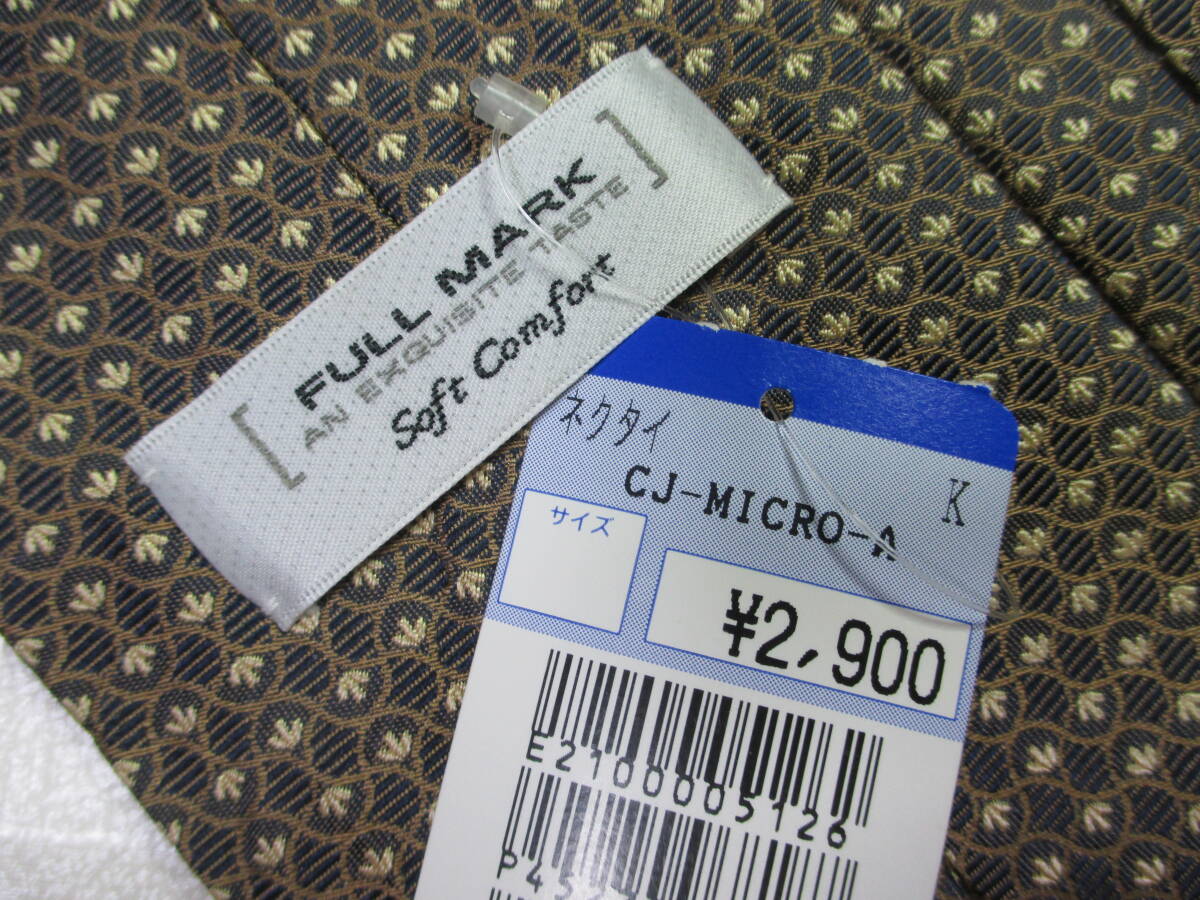 FULL MARK
AN EXQUISITE TASTE
Soft Comfort
ネクタイ
K
CJ-MICRO-A
サイズ
¥2,900
E2100005126